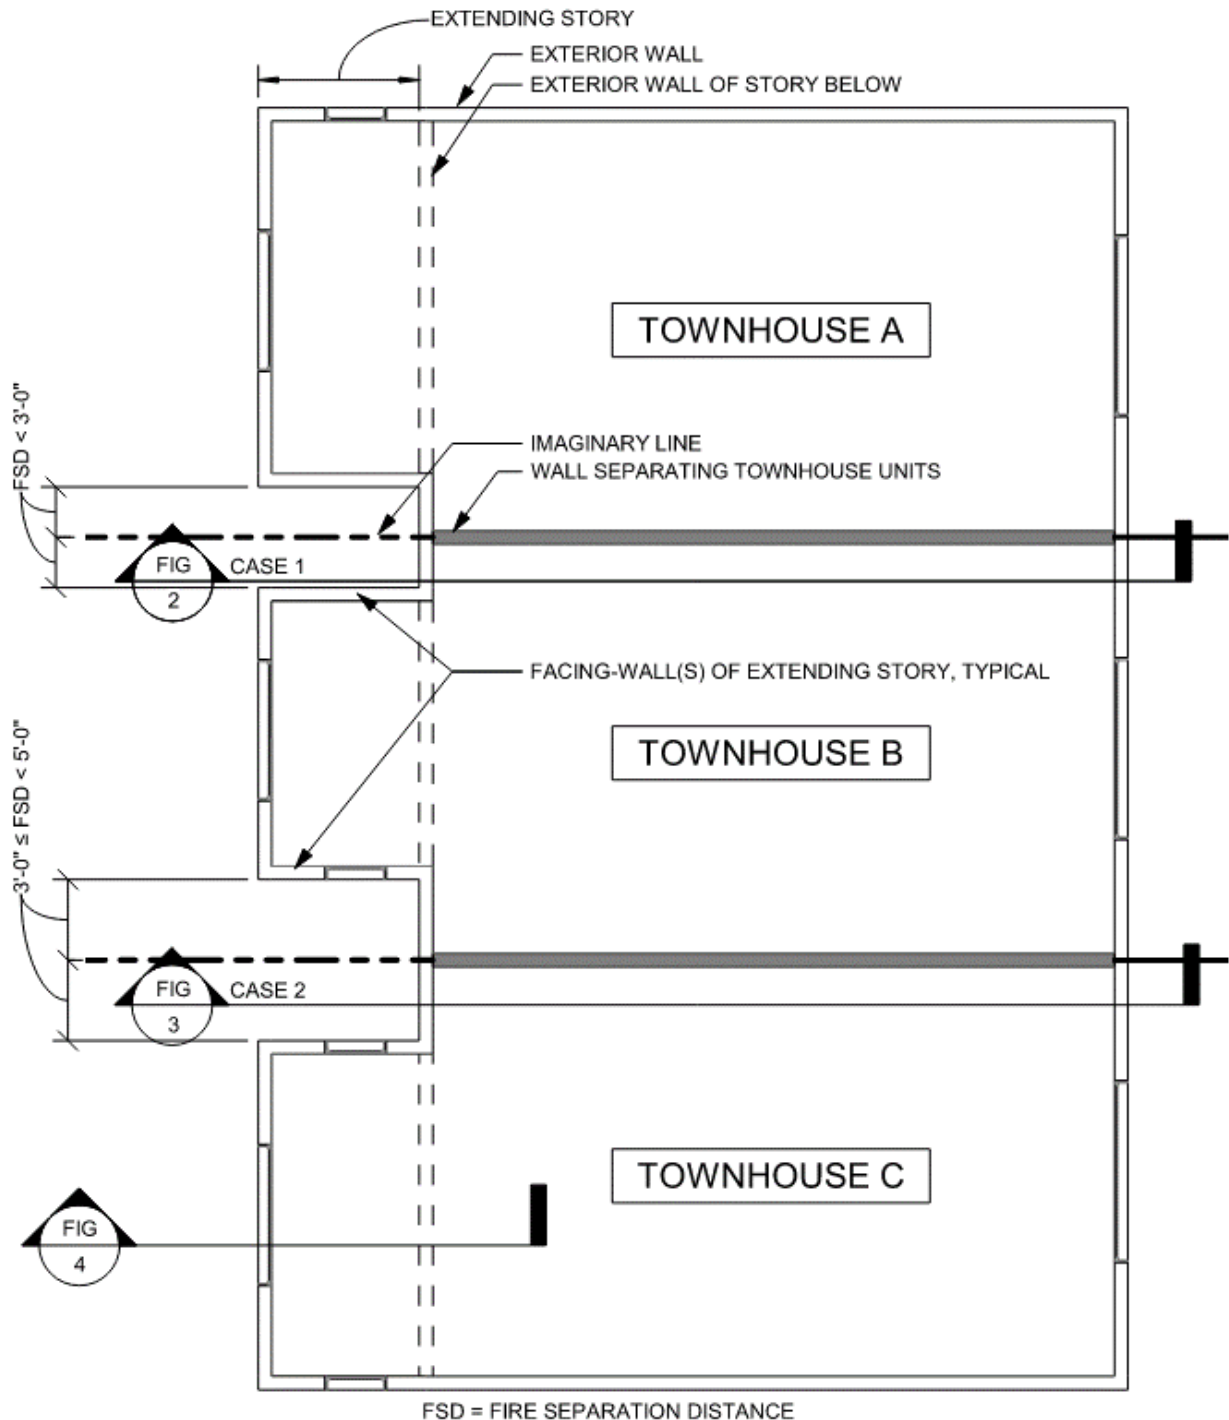 EXTENDING STORY
EXTERIOR WALL
EXTERIOR WALL OF STORY BELOW
TOWNHOUSE A
FSD < 3'-0"
IMAGINARY LINE
WALL SEPARATING TOWNHOUSE UNITS
FIG
2
CASE 1
FACING-WALL(S) OF EXTENDING STORY, TYPICAL
TOWNHOUSE B
3'-0" ≤ FSD < 5'-0"
FIG
3
CASE 2
TOWNHOUSE C
FIG
4
FSD = FIRE SEPARATION DISTANCE